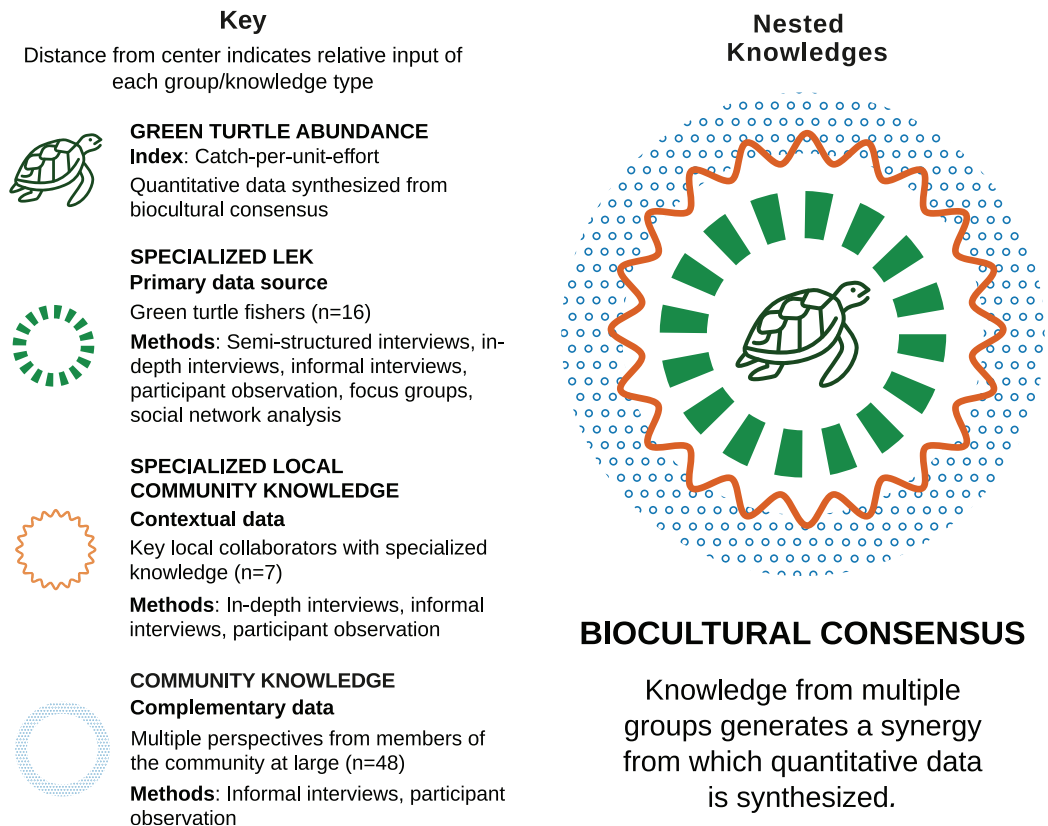 Key
Distance from center indicates relative input of
each group/knowledge type
GREEN TURTLE ABUNDANCE
Index: Catch-per-unit-effort
Quantitative data synthesized from
biocultural consensus
SPECIALIZED LEK
Primary data source
Green turtle fishers (n=16)
Methods: Semi-structured interviews, in-
depth interviews, informal interviews,
participant observation, focus groups,
social network analysis
SPECIALIZED LOCAL
COMMUNITY KNOWLEDGE
Contextual data
Key local collaborators with specialized
knowledge (n=7)
Methods: In-depth interviews, informal
interviews, participant observation
COMMUNITY KNOWLEDGE
Complementary data
Multiple perspectives from members of
the community at large (n=48)
Methods: Informal interviews, participant
observation
Nested
Knowledges
BIOCULTURAL CONSENSUS
Knowledge from multiple
groups generates a synergy
from which quantitative data
is synthesized.